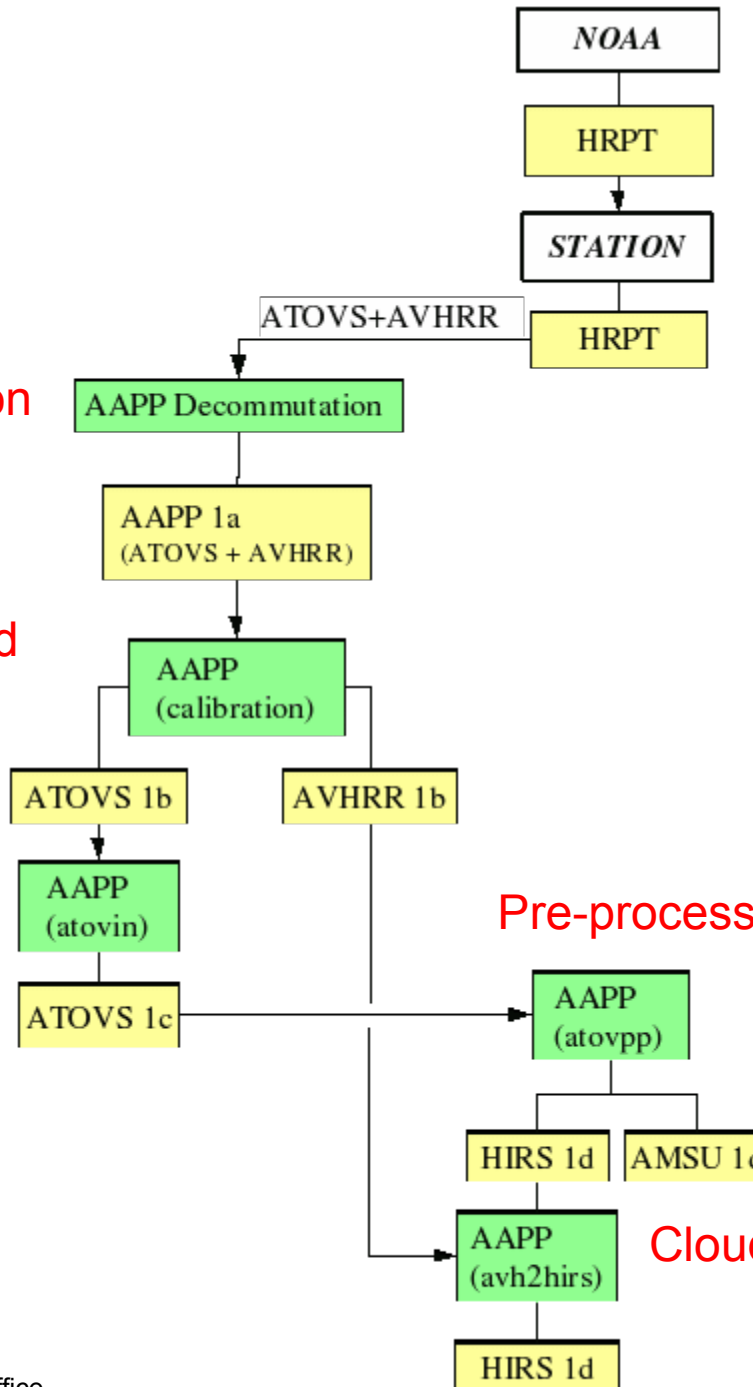 NOAA
HRPT
STATION
ATOVS+AVHRR
HRPT
AAPP Decommutation
AAPP 1a
(ATOVS + AVHRR)
AAPP
(calibration)
ATOVS 1b
AVHRR 1b
AAPP
(atovin)
Pre-process
ATOVS 1c
AAPP
(atovpp)
HIRS 1d
AMSU
AAPP
(avh2hirs)
HIRS 1d